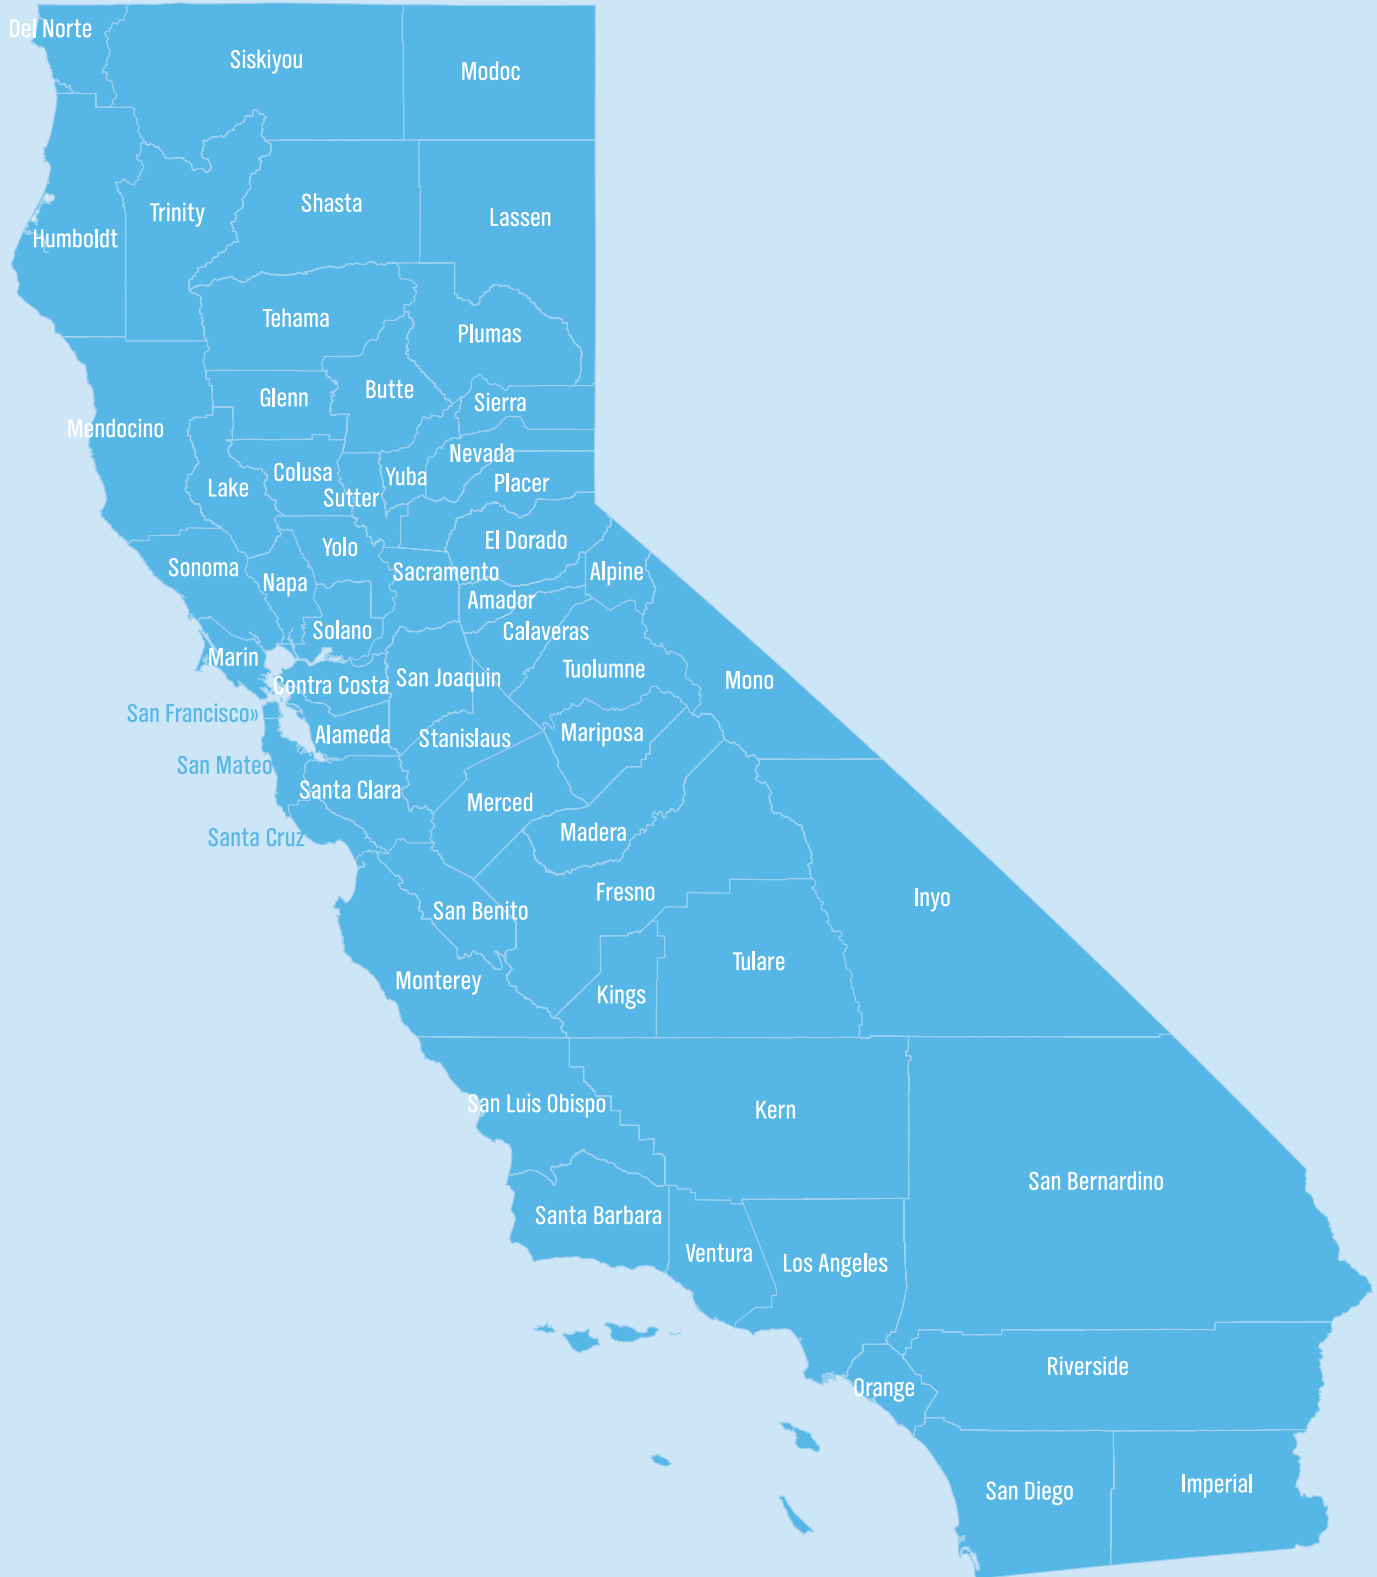 Del Norte
Siskiyou
Modoc
Trinity
Shasta
Lassen
Humboldt
Tehama
Plumas
Glenn
Butte
Sierra
Mendocino
Nevada
Colusa
Yuba
Placer
Lake
Sutter
El Dorado
Yolo
Sonoma
Napa
Sacramento
Alpine
Amador
Solano
Calaveras
Marin
Tuolumne
San Joaquin
Mono
Contra Costa
San Francisco»
Alameda
Stanislaus
Mariposa
San Mateo
Santa Clara
Merced
Madera
Santa Cruz
Fresno
Inyo
San Benito
Tulare
Monterey
Kings
San Luis Obispo
Kern
San Bernardino
Santa Barbara
Ventura
Los Angeles
Riverside
Orange
San Diego
Imperial